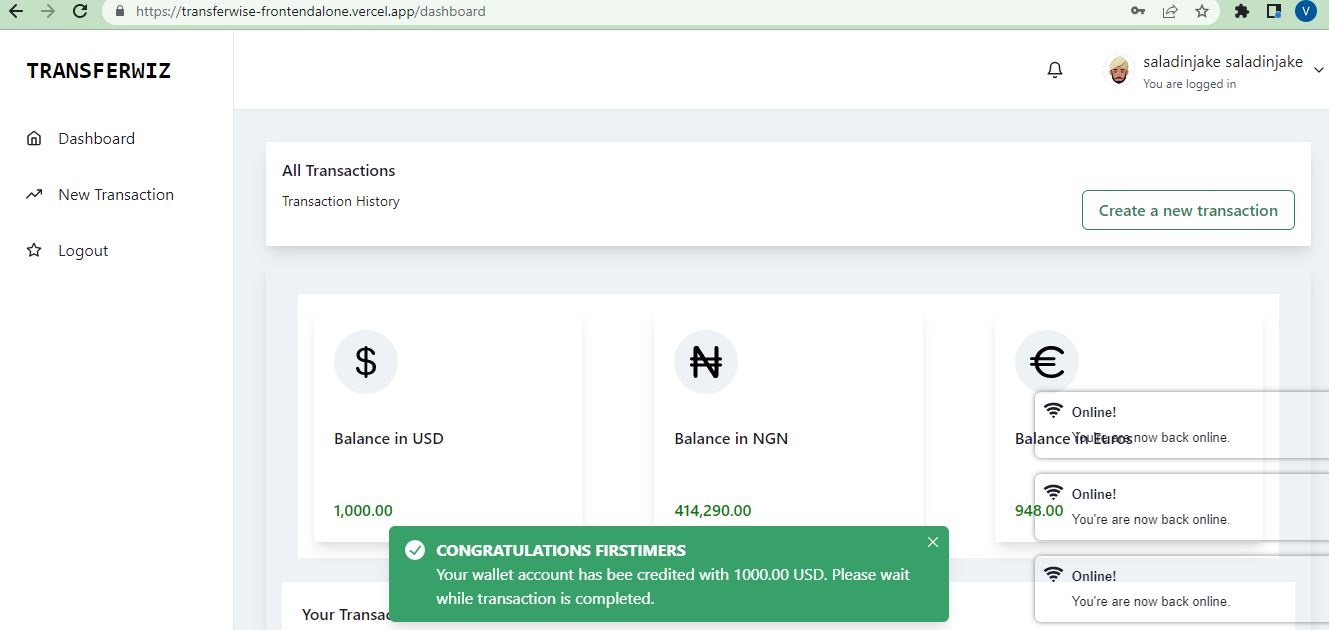 https://transferwise-frontendalone.vercel.app/dashboard
V
TRANSFERWIZ
saladinjake saladinjake
You are logged in
Dashboard
New Transaction
Logout
All Transactions
Transaction History
Create a new transaction
$
₦
€
Balance in USD
Balance in NGN
Balance in Euros
1,000.00
414,290.00
948.00
Online!
You're are now back online.
Online!
You're are now back online.
Online!
You're are now back online.
CONGRATULATIONS FIRSTIMERS
Your wallet account has bee credited with 1000.00 USD. Please wait
while transaction is completed.
Your